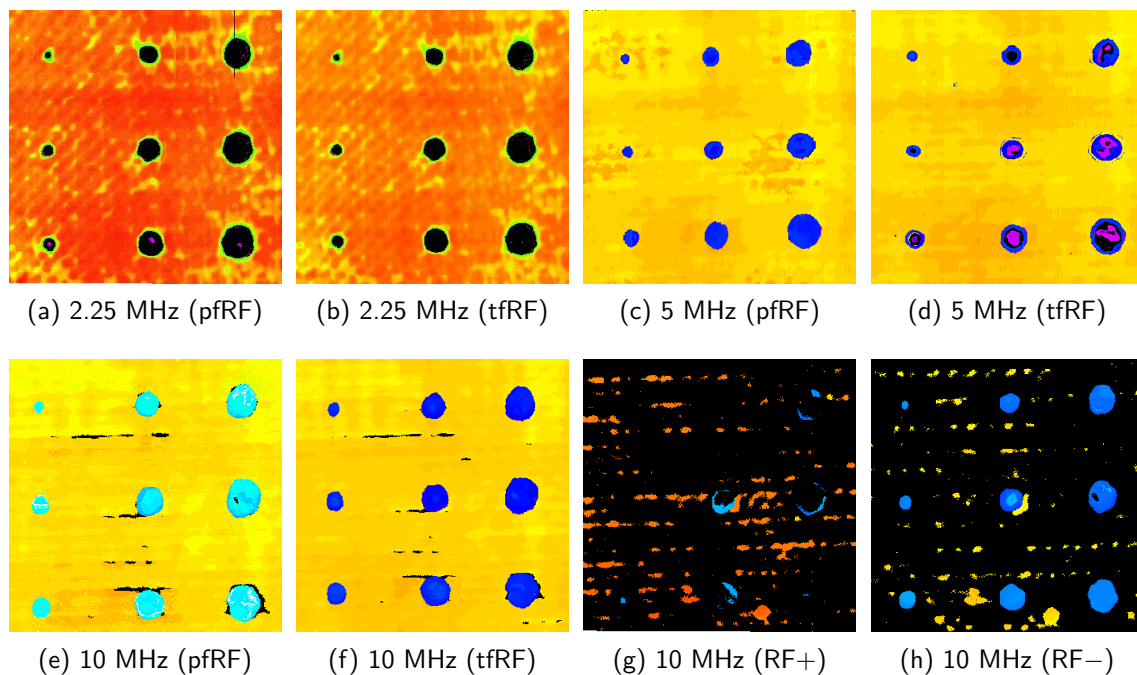 (a) 2.25 MHz (pfRF)
(b) 2.25 MHz (tfRF)
(c) 5 MHz (pfRF)
(d) 5 MHz (tfRF)
(e) 10 MHz (pfRF)
(f) 10 MHz (tfRF)
(g) 10 MHz (RF+)
(h) 10 MHz (RF−)